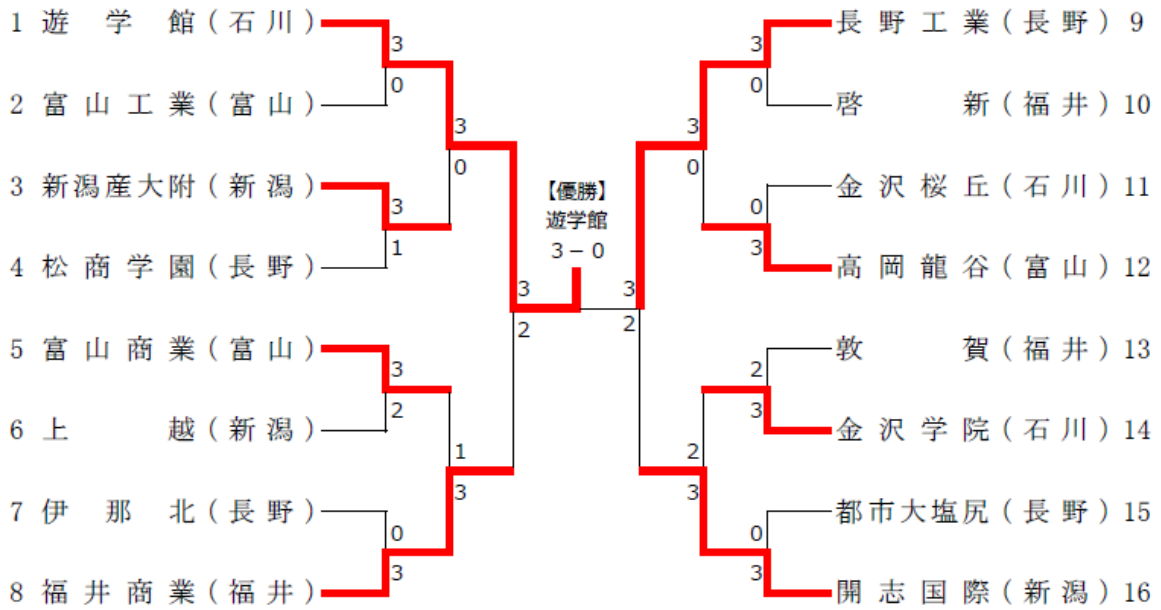 1 遊学館(石川)
3
0
2 富山工業(富山)
3
0
3 新潟産大附(新潟)
3
1
4 松商学園(長野)
3
2
5 富山商業(富山)
3
2
6 上越(新潟)
1
3
7 伊那北(長野)
0
3
8 福井商業(福井)
【優勝】
遊学館
3－0
長野工業(長野) 9
3
0
啓新(福井) 10
3
0
金沢桜丘(石川) 11
0
3
高岡龍谷(富山) 12
3
2
敦賀(福井) 13
2
3
金沢学院(石川) 14
2
3
都市大塩尻(長野) 15
0
3
開志国際(新潟) 16